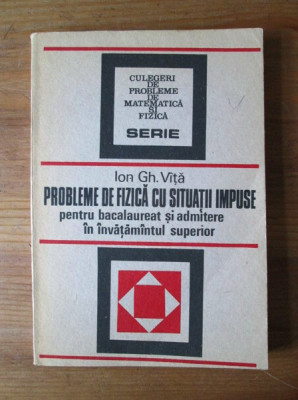 CULEGERI
DE
PROBLEME
DE
MATEMATICĂ
ȘI
FIZICĂ
SERIE
Ion Gh. Vîță
PROBLEME DE FIZICĂ CU SITUAȚII IMPUSE
pentru bacalaureat și admitere
în învățămîntul superior